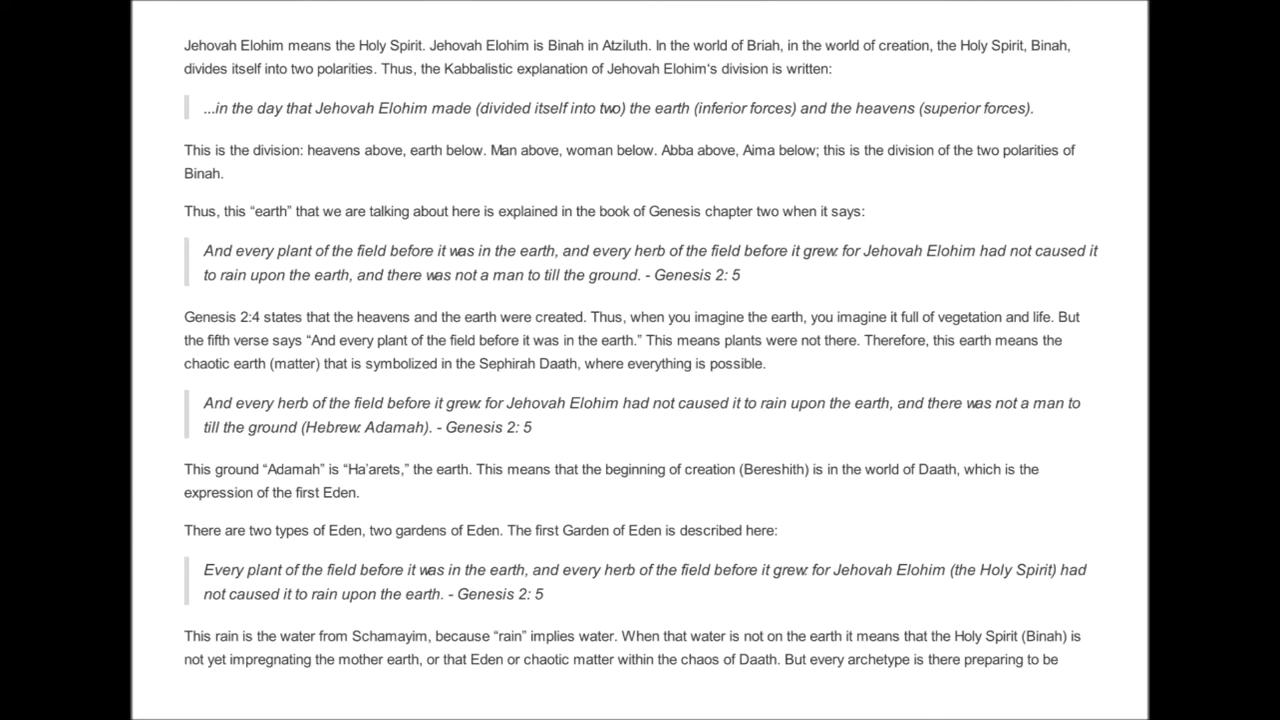 Jehovah Elohim means the Holy Spirit. Jehovah Elohim is Binah in Atziluth. In the world of Briah, in the world of creation, the Holy Spirit, Binah,
divides itself into two polarities. Thus, the Kabbalistic explanation of Jehovah Elohim‘s division is written:
...in the day that Jehovah Elohim made (divided itself into two) the earth (inferior forces) and the heavens (superior forces).
This is the division: heavens above, earth below. Man above, woman below. Abba above, Aima below; this is the division of the two polarities of
Binah.
Thus, this “earth” that we are talking about here is explained in the book of Genesis chapter two when it says:
And every plant of the field before it was in the earth, and every herb of the field before it grew: for Jehovah Elohim had not caused it
to rain upon the earth, and there was not a man to till the ground. - Genesis 2: 5
Genesis 2:4 states that the heavens and the earth were created. Thus, when you imagine the earth, you imagine it full of vegetation and life. But
the fifth verse says “And every plant of the field before it was in the earth.” This means plants were not there. Therefore, this earth means the
chaotic earth (matter) that is symbolized in the Sephirah Daath, where everything is possible.
And every herb of the field before it grew: for Jehovah Elohim had not caused it to rain upon the earth, and there was not a man to
till the ground (Hebrew: Adamah). - Genesis 2: 5
This ground “Adamah” is “Ha’arets,” the earth. This means that the beginning of creation (Bereshith) is in the world of Daath, which is the
expression of the first Eden.
There are two types of Eden, two gardens of Eden. The first Garden of Eden is described here:
Every plant of the field before it was in the earth, and every herb of the field before it grew: for Jehovah Elohim (the Holy Spirit) had
not caused it to rain upon the earth. - Genesis 2: 5
This rain is the water from Schamayim, because “rain” implies water. When that water is not on the earth it means that the Holy Spirit (Binah) is
not yet impregnating the mother earth, or that Eden or chaotic matter within the chaos of Daath. But every archetype is there preparing to be